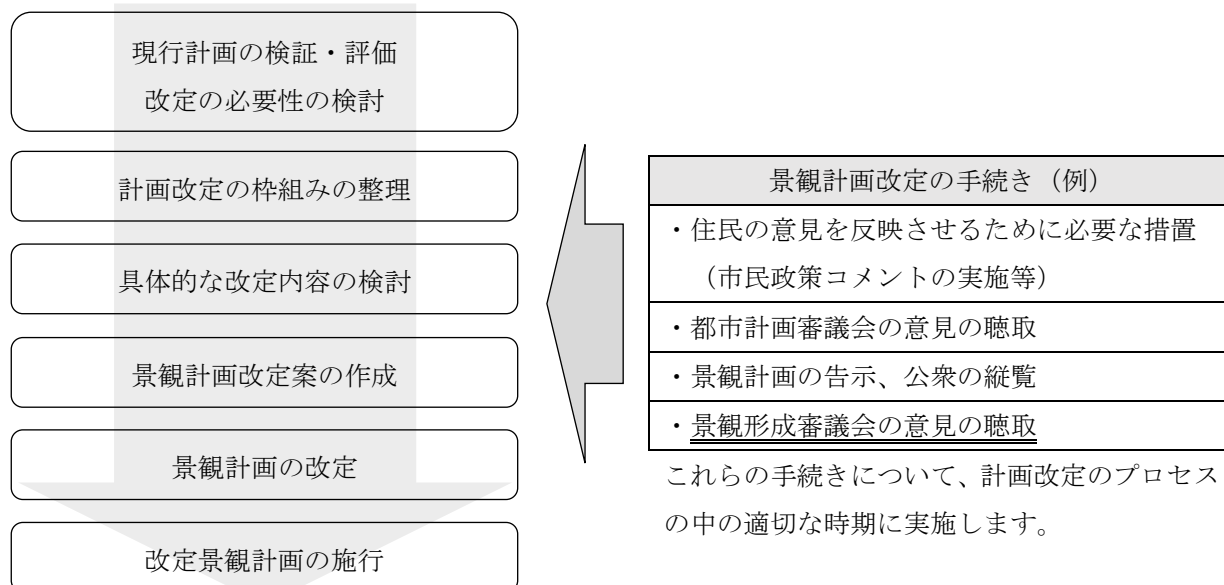 現行計画の検証・評価
改定の必要性の検討
計画改定の枠組みの整理
具体的な改定内容の検討
景観計画改定案の作成
景観計画の改定
改定景観計画の施行
景観計画改定の手続き（例）
・住民の意見を反映させるために必要な措置
（市民政策コメントの実施等）
・都市計画審議会の意見の聴取
・景観計画の告示、公衆の縦覧
・景観形成審議会の意見の聴取
これらの手続きについて、計画改定のプロセス
の中の適切な時期に実施します。